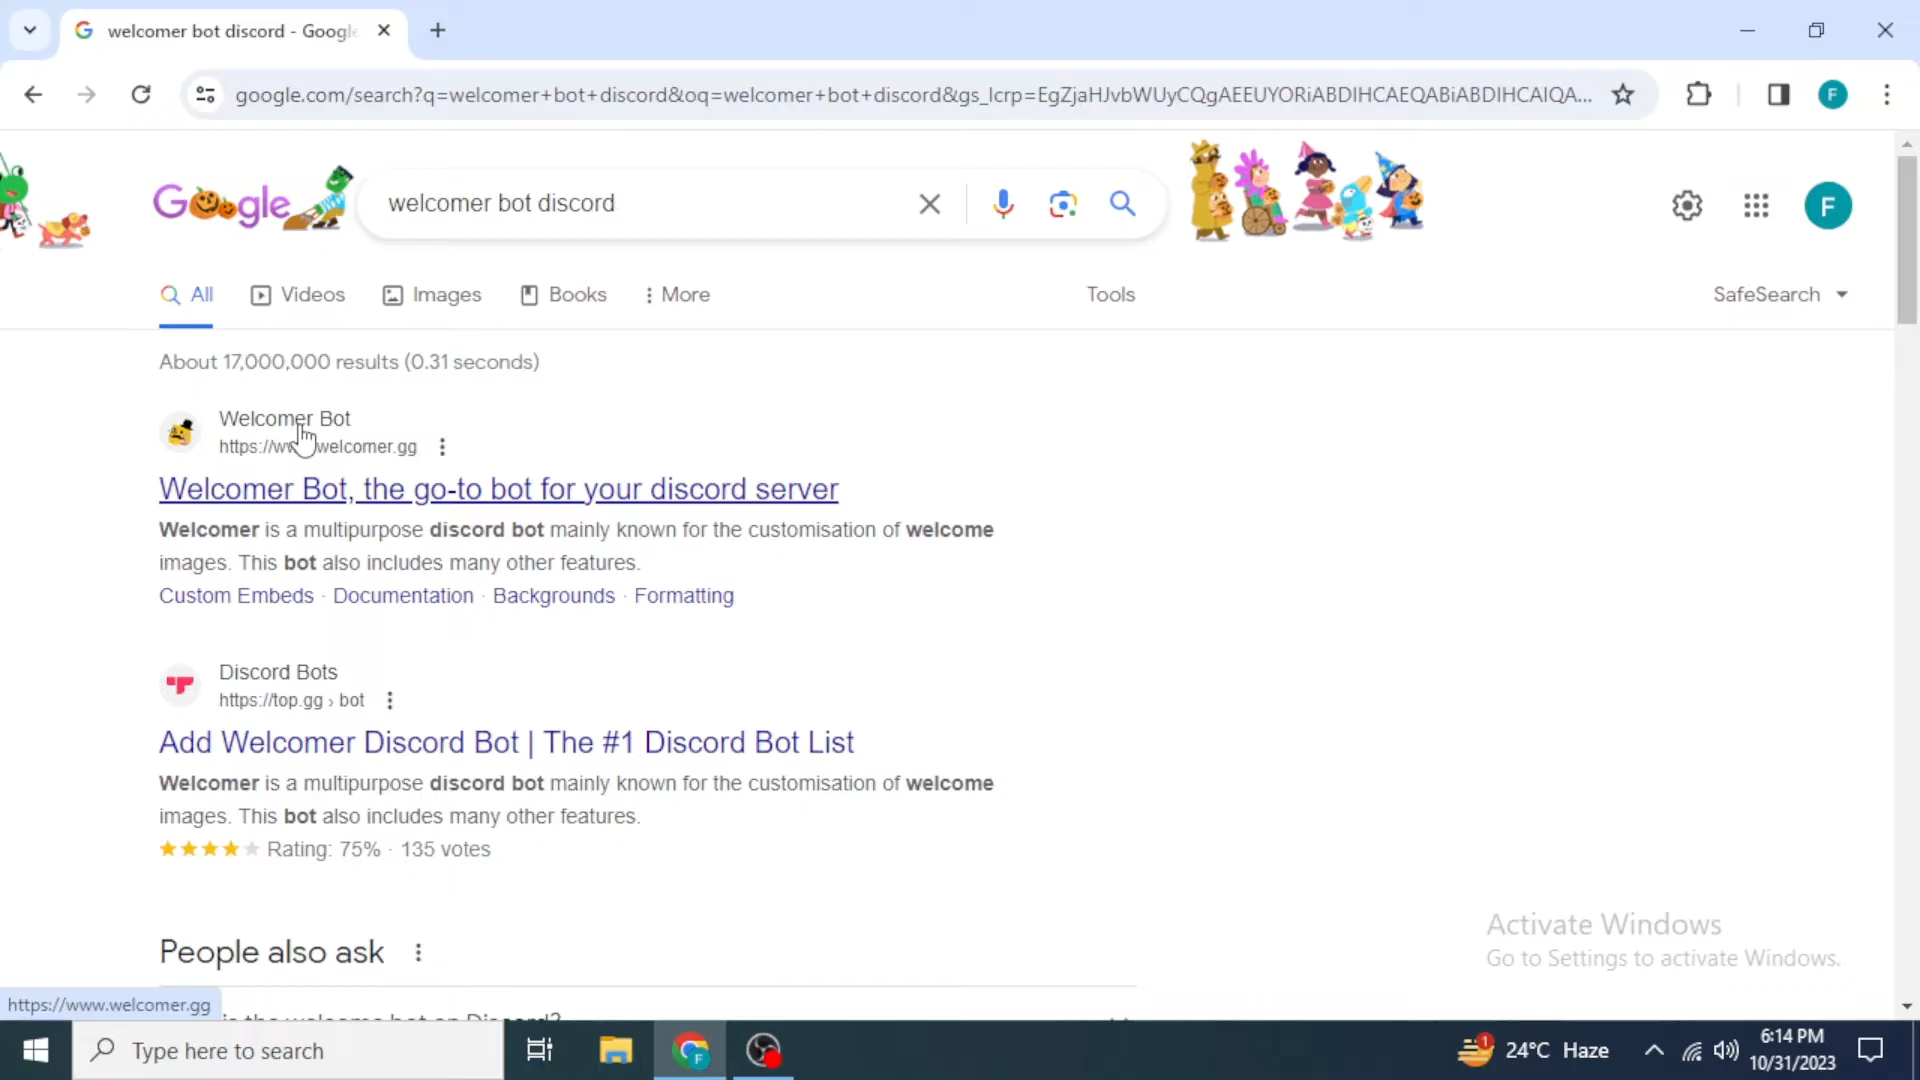 welcomer bot discord - Google
google.com/search?q=welcomer+bot+discord&oq=welcomer+bot+discord&gs_lcrp=EgZjaHJvbWUyCQgAEEUYORiABDIHCAEQABiABDIHCAIQA...
Google
welcomer bot discord
F
All
Videos
Images
Books
More
Tools
SafeSearch
About 17,000,000 results (0.31 seconds)
Welcomer Bot
https://www.welcomer.gg
Welcomer Bot, the go-to bot for your discord server
Welcomer is a multipurpose discord bot mainly known for the customisation of welcome
images. This bot also includes many other features.
Custom Embeds · Documentation · Backgrounds · Formatting
Discord Bots
https://top.gg › bot
Add Welcomer Discord Bot | The #1 Discord Bot List
Welcomer is a multipurpose discord bot mainly known for the customisation of welcome
images. This bot also includes many other features.
Rating: 75% · 135 votes
People also ask
Activate Windows
Go to Settings to activate Windows.
https://www.welcomer.gg
is the welcome bot on Discord?
Type here to search
24°C Haze
6:14 PM
10/31/2023